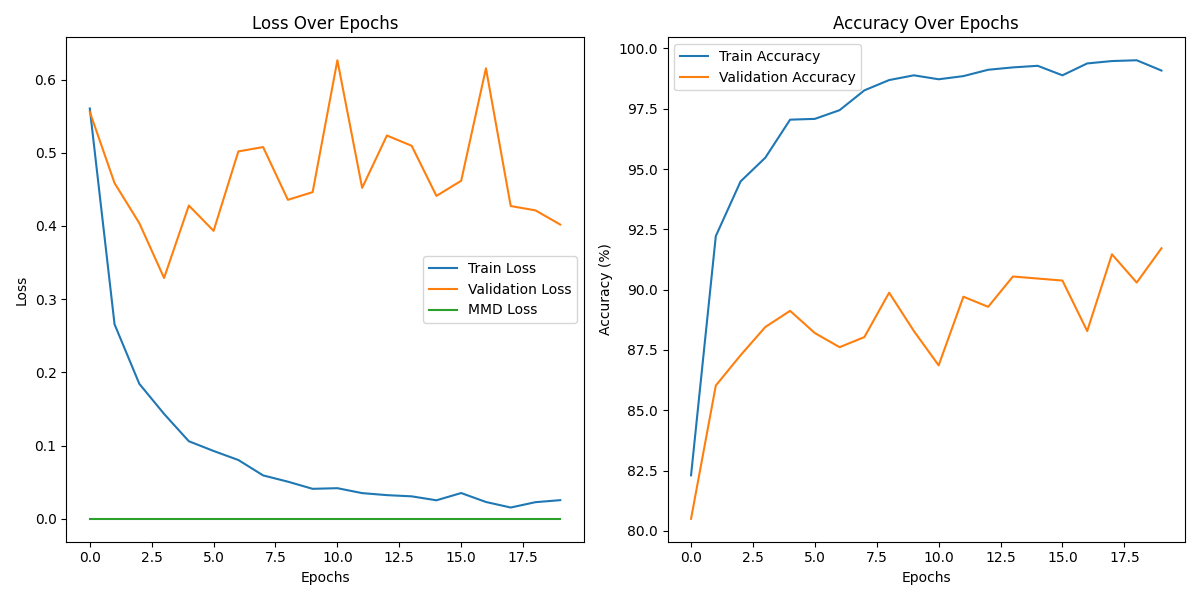 Loss Over Epochs
Loss
0.6
0.5
0.4
0.3
0.2
0.1
0.0
Train Loss
Validation Loss
MMD Loss
0.0 2.5 5.0 7.5 10.0 12.5 15.0 17.5
Epochs
Accuracy Over Epochs
Accuracy (%)
100.0
97.5
95.0
92.5
90.0
87.5
85.0
82.5
80.0
Train Accuracy
Validation Accuracy
0.0 2.5 5.0 7.5 10.0 12.5 15.0 17.5
Epochs